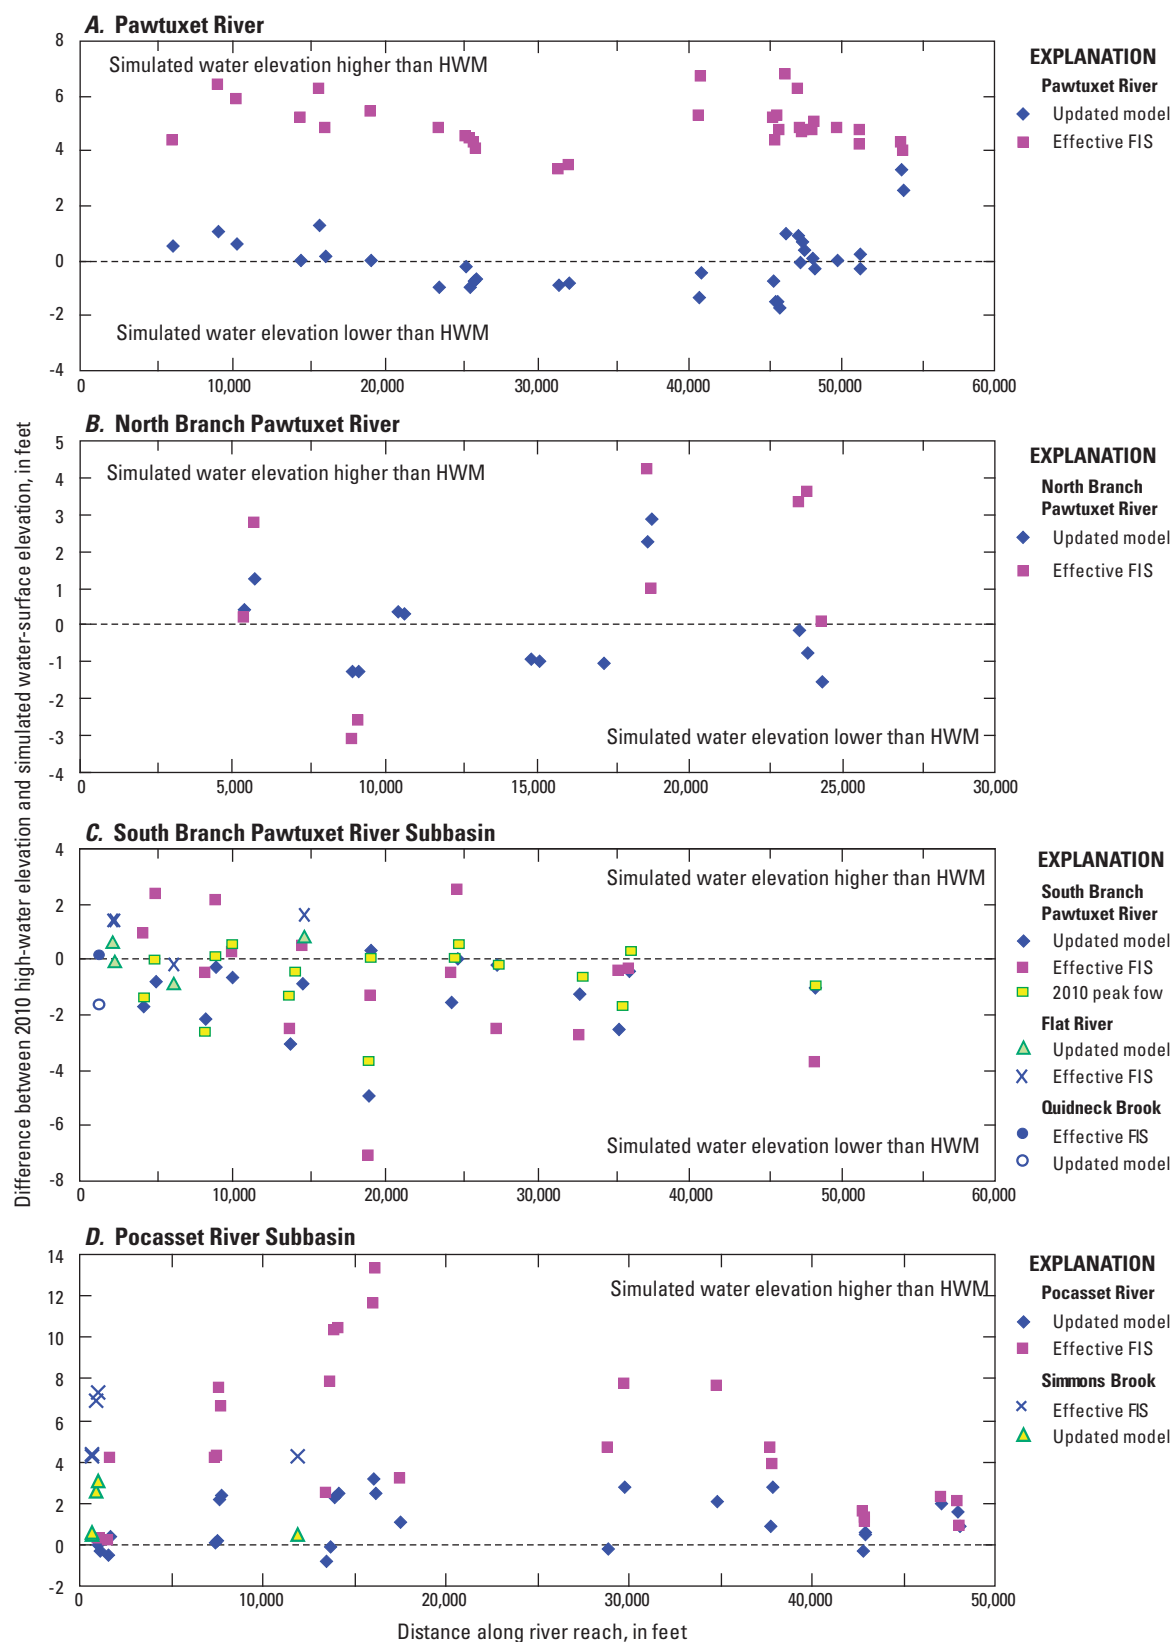 A. Pawtuxet River
8
6
4
2
0
-2
-4
Simulated water elevation higher than HWM
Simulated water elevation lower than HWM
0 10,000 20,000 30,000 40,000 50,000 60,000
EXPLANATION
Pawtuxet River
Updated model
Effective FIS
B. North Branch Pawtuxet River
5
4
3
2
1
0
-1
-2
-3
-4
Simulated water elevation higher than HWM
Simulated water elevation lower than HWM
0 5,000 10,000 15,000 20,000 25,000 30,000
EXPLANATION
North Branch
Pawtuxet River
Updated model
Effective FIS
Difference between 2010 high-water elevation and simulated water-surface elevation, in feet
C. South Branch Pawtuxet River Subbasin
4
2
0
-2
-4
-6
-8
Simulated water elevation higher than HWM
Simulated water elevation lower than HWM
0 10,000 20,000 30,000 40,000 50,000 60,000
EXPLANATION
South Branch
Pawtuxet River
Updated model
Effective FIS
2010 peak fow
Flat River
Updated model
Effective FIS
Quidneck Brook
Effective FIS
Updated model
D. Pocasset River Subbasin
14
12
10
8
6
4
2
0
-2
Simulated water elevation higher than HWM
0 10,000 20,000 30,000 40,000 50,000
Distance along river reach, in feet
EXPLANATION
Pocasset River
Updated model
Effective FIS
Simmons Brook
Effective FIS
Updated model